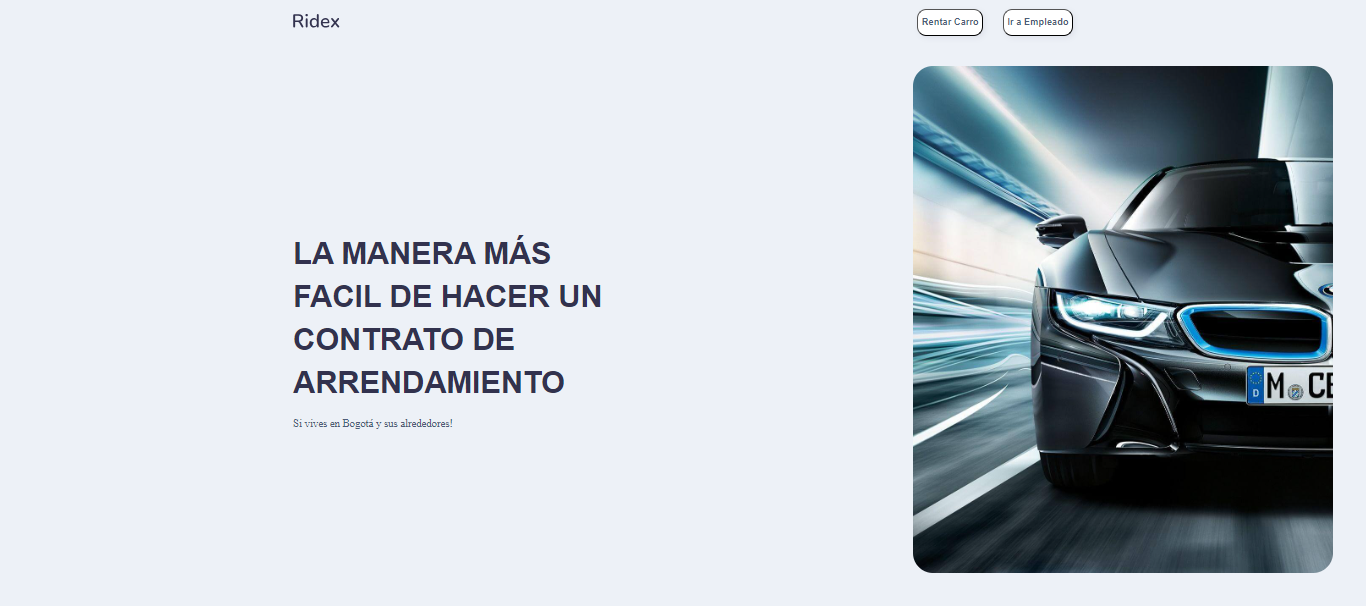 Ridex
Rentar Carro
Ir a Empleado
LA MANERA MÁS
FACIL DE HACER UN
CONTRATO DE
ARRENDAMIENTO
Si vives en Bogotá y sus alrededores!
D
M CE